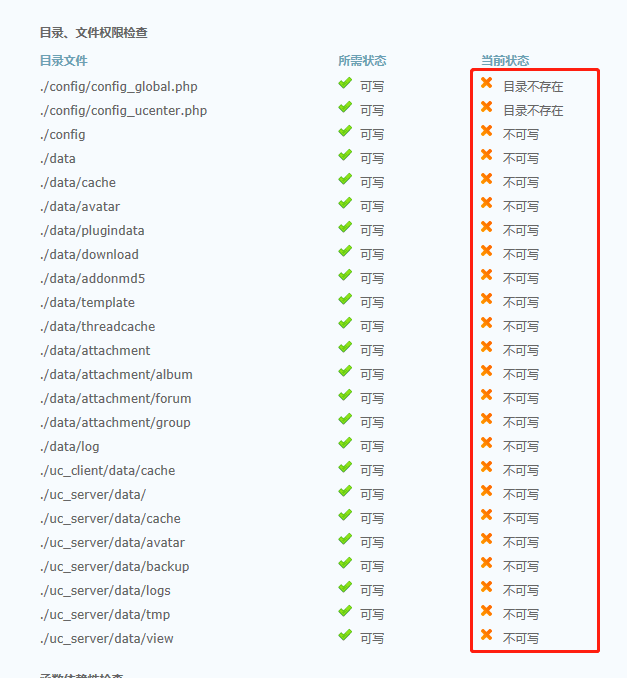 目录、文件权限检查
目录文件 所需状态 当前状态
./config/config_global.php 可写 目录不存在
./config/config_ucenter.php 可写 目录不存在
./config 可写 不可写
./data 可写 不可写
./data/cache 可写 不可写
./data/avatar 可写 不可写
./data/plugindata 可写 不可写
./data/download 可写 不可写
./data/addonmd5 可写 不可写
./data/template 可写 不可写
./data/threadcache 可写 不可写
./data/attachment 可写 不可写
./data/attachment/album 可写 不可写
./data/attachment/forum 可写 不可写
./data/attachment/group 可写 不可写
./data/log 可写 不可写
./uc_client/data/cache 可写 不可写
./uc_server/data/ 可写 不可写
./uc_server/data/cache 可写 不可写
./uc_server/data/avatar 可写 不可写
./uc_server/data/backup 可写 不可写
./uc_server/data/logs 可写 不可写
./uc_server/data/tmp 可写 不可写
./uc_server/data/view 可写 不可写